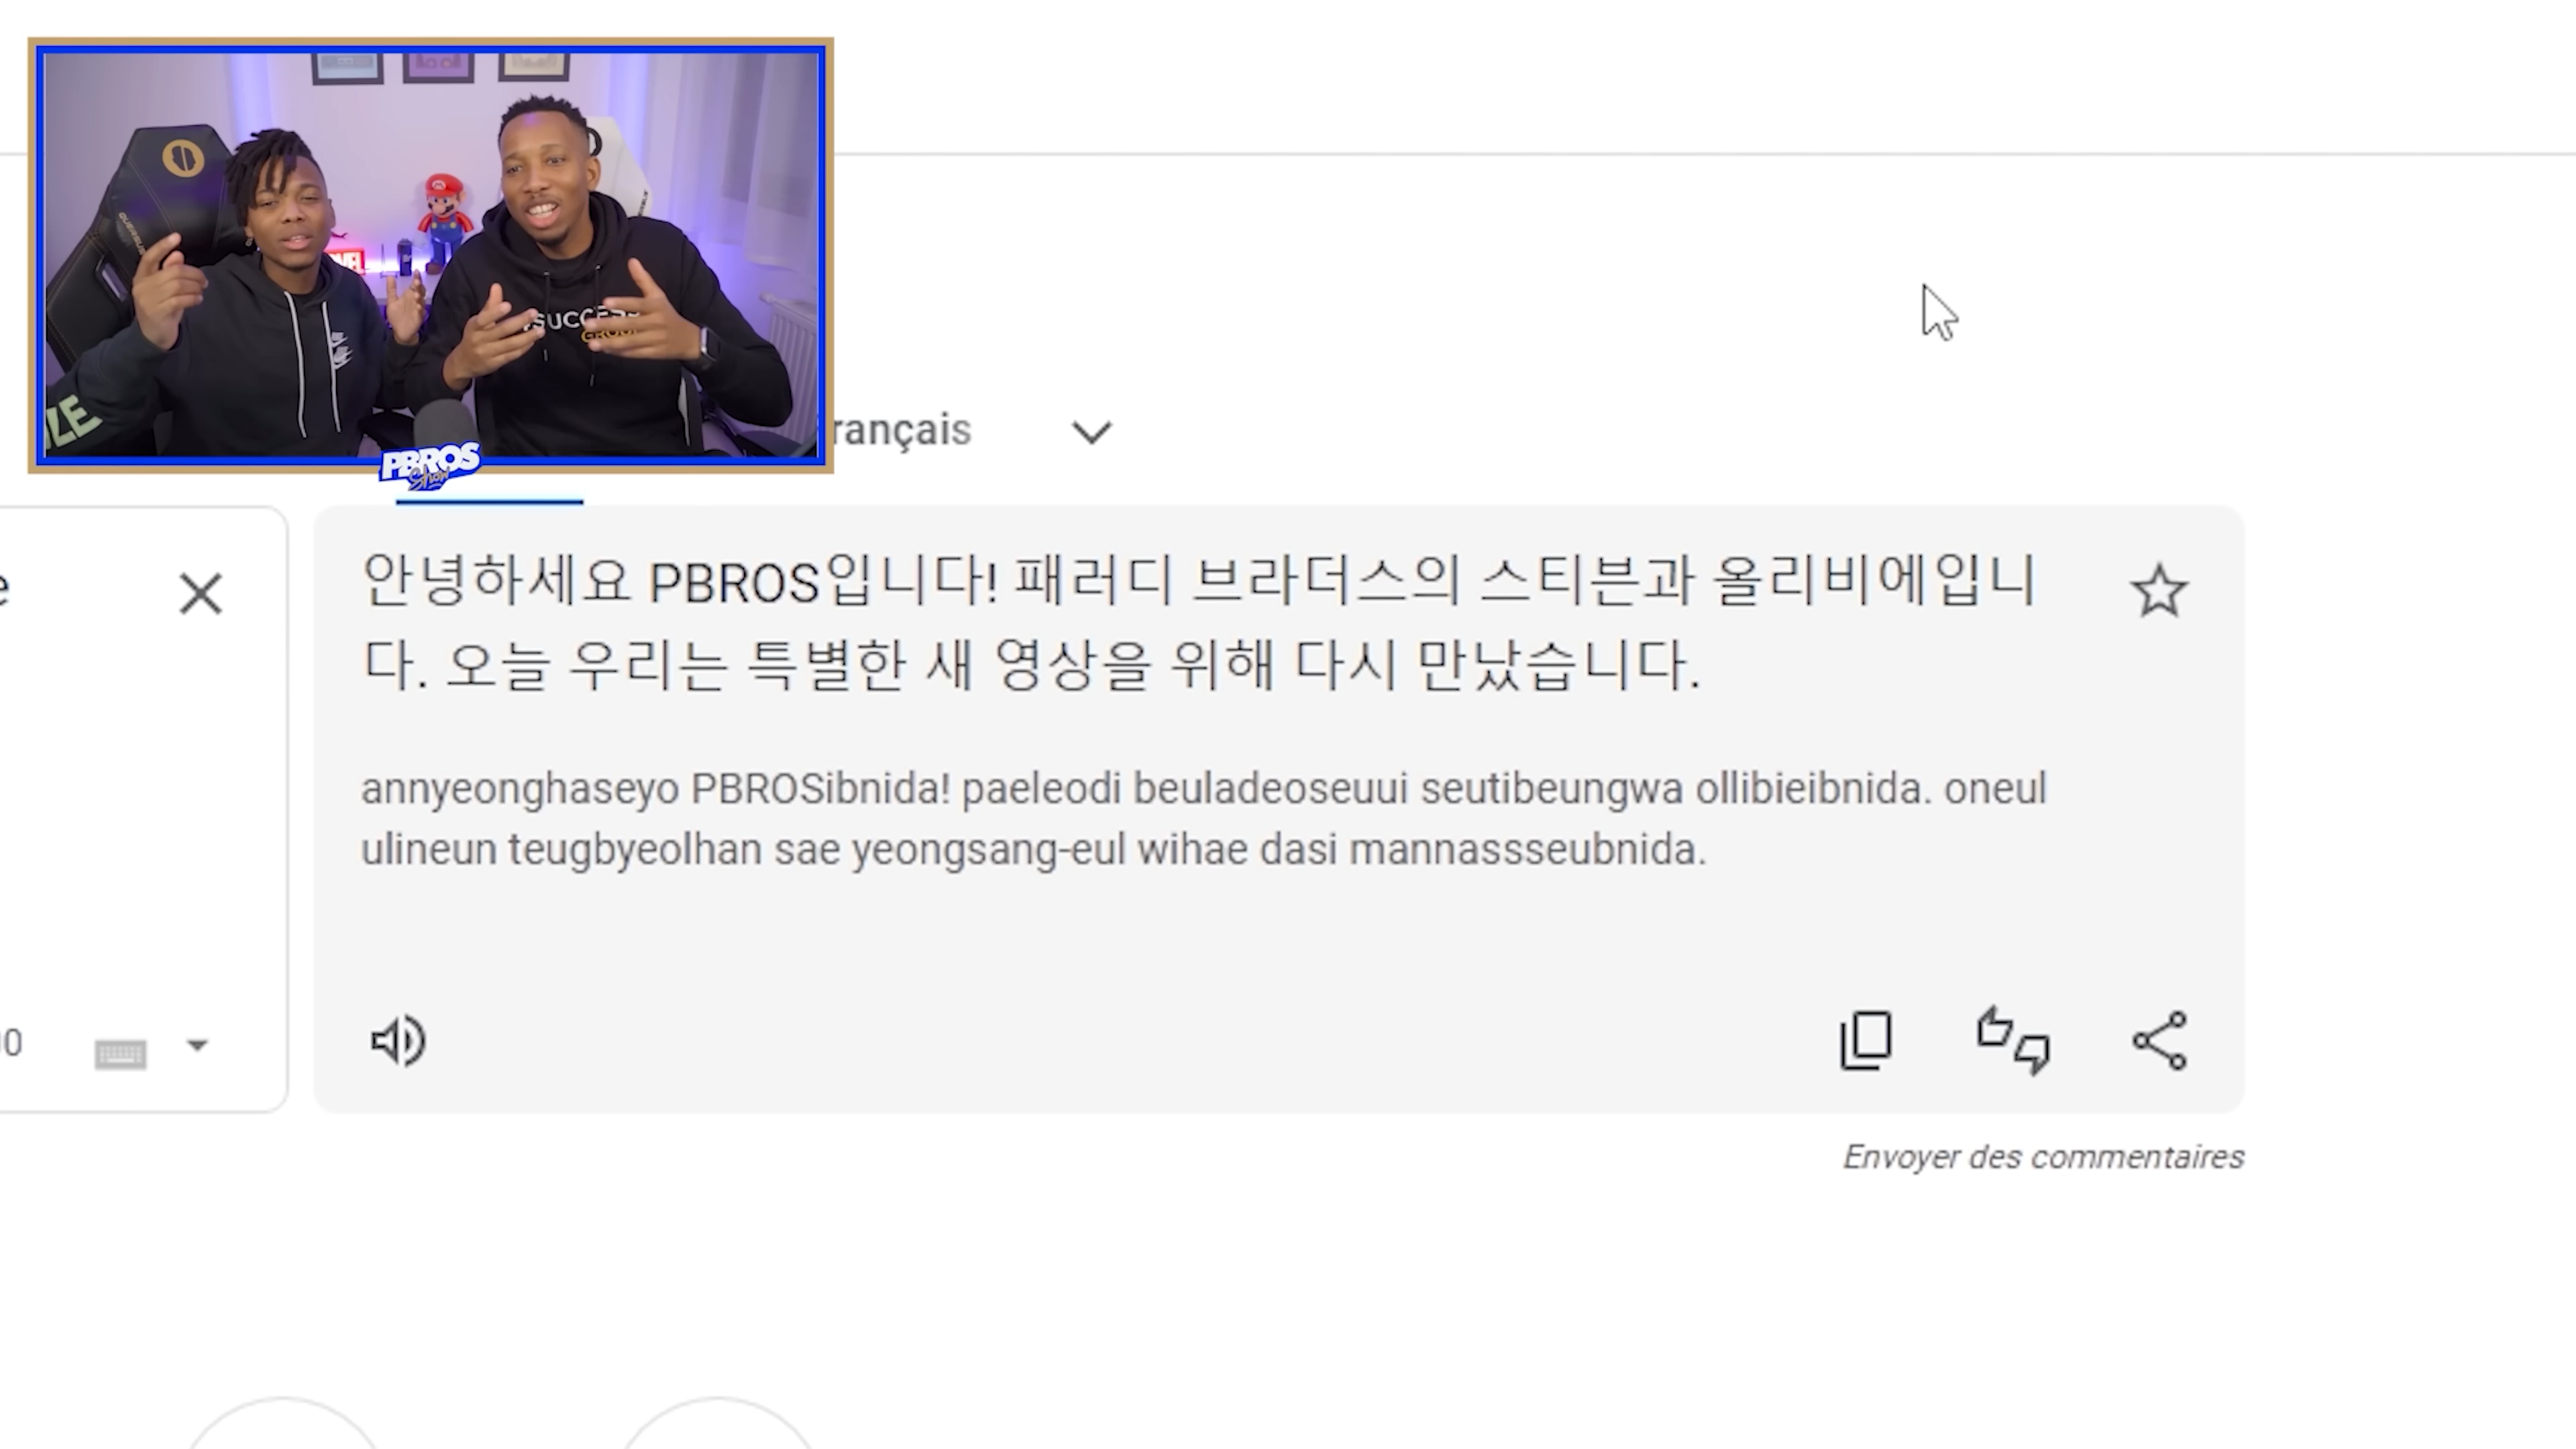 SUCCESS
GROUP
PBROS
Show
rançais
e
안녕하세요 PBROS입니다! 패러디 브라더스의 스티븐과 올리비에입니
다. 오늘 우리는 특별한 새 영상을 위해 다시 만났습니다.
annyeonghaseyo PBROSibnida! paeleodi beuladeoseuui seutibeungwa ollibieibnida. oneul
ulineun teugbyeolhan sae yeongsang-eul wihae dasi mannassseubnida.
Envoyer des commentaires